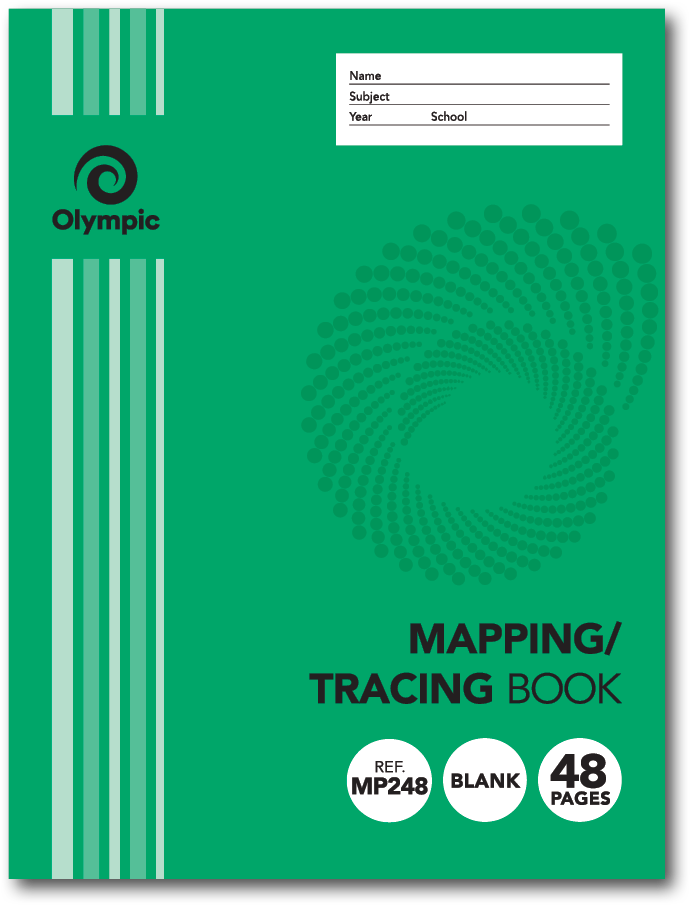 Name
Subject
Year School
Olympic
MAPPING/
TRACING BOOK
REF.
MP248
BLANK
48
PAGES